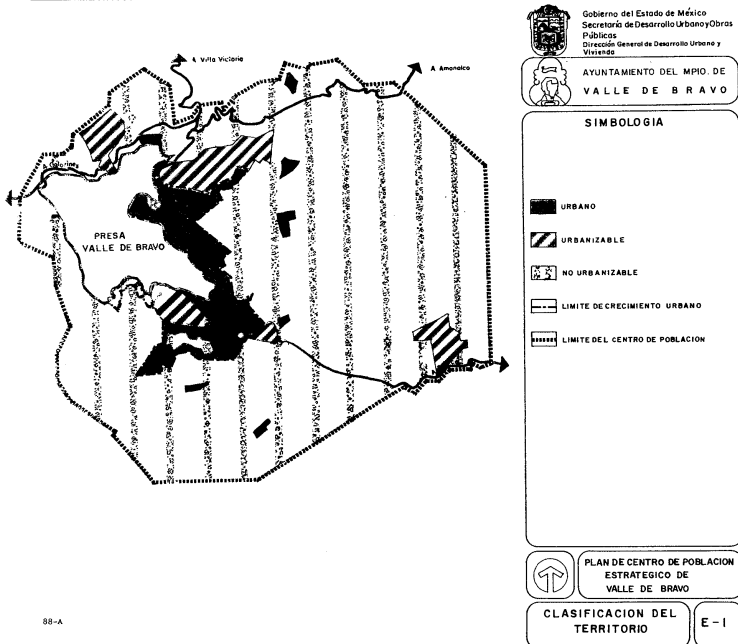 A Villa Victoria
A Amanalco
A Colorines
PRESA
VALLE DE BRAVO
88-A
Gobierno del Estado de México
Secretaría de Desarrollo Urbano y Obras
Públicas
Dirección General de Desarrollo Urbano y
Vivienda
AYUNTAMIENTO DEL MPIO. DE
VALLE DE BRAVO
SIMBOLOGIA
URBANO
URBANIZABLE
NO URBANIZABLE
LIMITE DE CRECIMIENTO URBANO
LIMITE DEL CENTRO DE POBLACION
PLAN DE CENTRO DE POBLACION
ESTRATEGICO DE
VALLE DE BRAVO
CLASIFICACION DEL
TERRITORIO
E-1